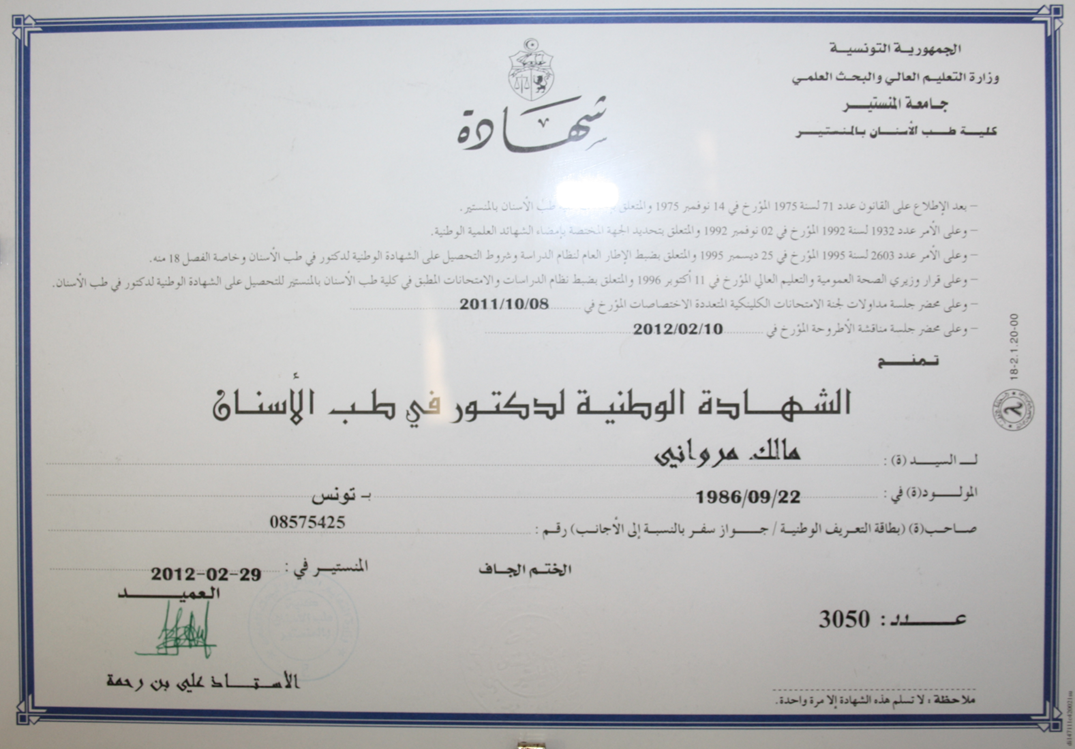 الجمهورية التونسية
وزارة التعليم العالي والبحث العلمي
جامعة المنستير
كلية طب الأسنان بالمنستير
شهادة
– بعد الإطلاع على القانون عدد 71 لسنة 1975 المؤرخ في 14 نوفمبر 1975 والمتعلق طب الأسنان بالمنستير.
– وعلى الأمر عدد 1932 لسنة 1992 المؤرخ في 02 نوفمبر 1992 والمتعلق بتحديد الجهة المختصة بإمضاء الشهائد العلمية الوطنية.
– وعلى الأمر عدد 2603 لسنة 1995 المؤرخ في 25 ديسمبر 1995 والمتعلق بضبط الإطار العام لنظام الدراسة وشروط التحصيل على الشهادة الوطنية لدكتور في طب الأسنان وخاصة الفصل 18 منه.
– وعلى قرار وزيري الصحة العمومية والتعليم العالي المؤرخ في 11 أكتوبر 1996 والمتعلق بضبط نظام الدراسات والامتحانات المطبق في كلية طب الأسنان بالمنستير للتحصيل على الشهادة الوطنية لدكتور في طب الأسنان.
– وعلى محضر جلسة مداولات لجنة الامتحانات الكلينيكية المتعددة الاختصاصات المؤرخ في 2011/10/08
– وعلى محضر جلسة مناقشة الأطروحة المؤرخ في 2012/02/10
تمنح
الشهادة الوطنية لدكتور في طب الأسنان
لـ السيد (ة) : مالك مرواني
المولود(ة) في : 1986/09/22 بـ تونس
صاحب(ة) (بطاقة التعريف الوطنية / جواز سفر بالنسبة إلى الأجانب) رقم : 08575425
الختم الجاف
المنستير في : 2012-02-29
العميد
عدد : 3050
الأستاذ علي بن رحمة
ملاحظة : لا تسلم هذه الشهادة إلا مرة واحدة.
18-2.1.20-00